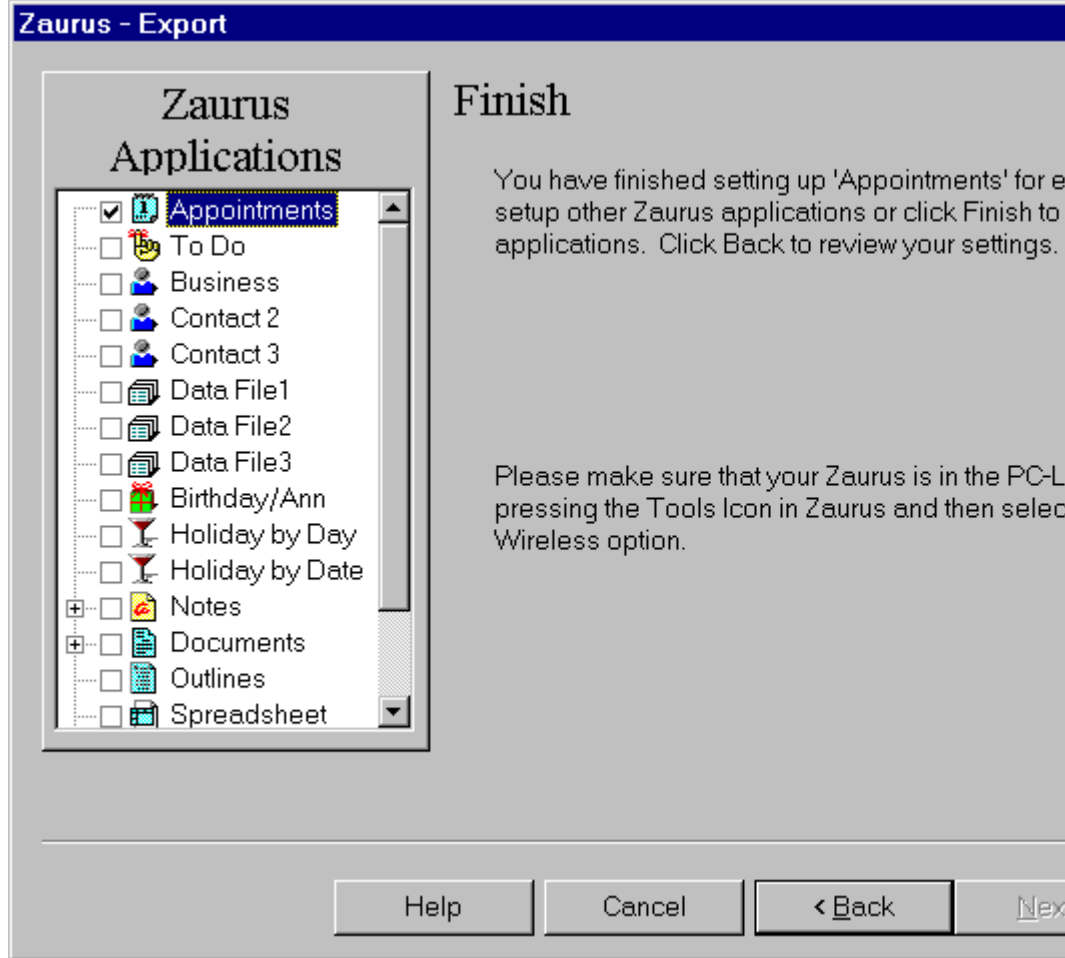 Zaurus - Export
Zaurus
Applications
Appointments
To Do
Business
Contact 2
Contact 3
Data File1
Data File2
Data File3
Birthday/Ann
Holiday by Day
Holiday by Date
Notes
Documents
Outlines
Spreadsheet
Finish
You have finished setting up 'Appointments' for
setup other Zaurus applications or click Finish to
applications. Click Back to review your settings.
Please make sure that your Zaurus is in the
pressing the Tools Icon in Zaurus and then
Wireless option.
Help
Cancel
< Back